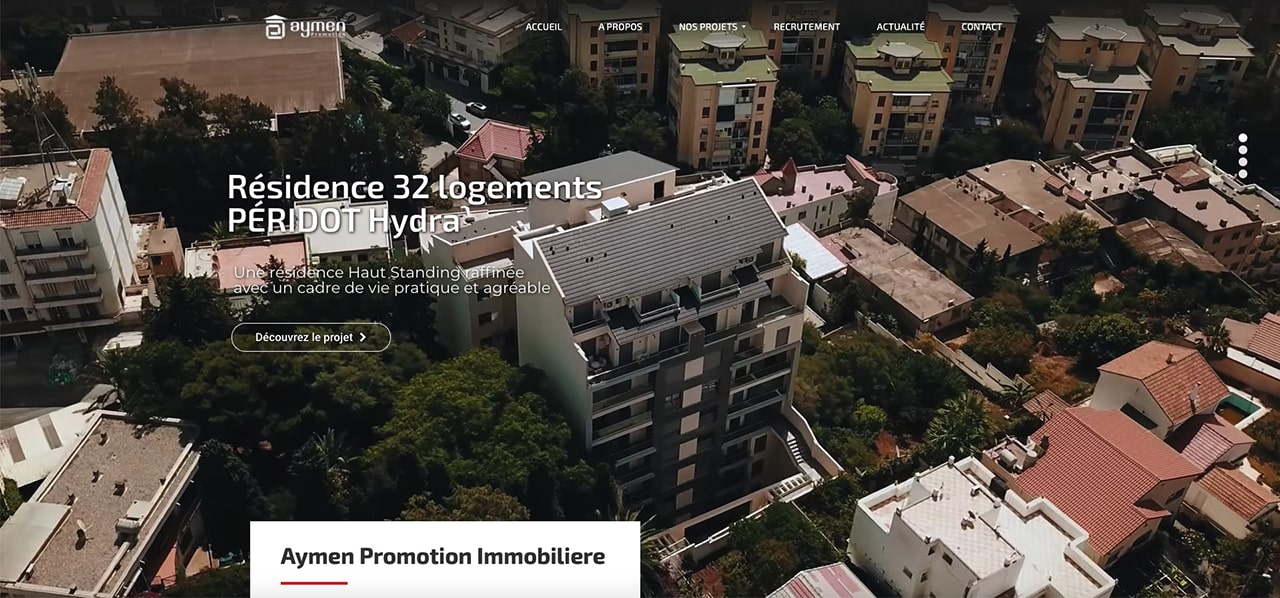 aymen
Promotion
ACCUEIL
A PROPOS
NOS PROJETS
RECRUTEMENT
ACTUALITÉ
CONTACT
Résidence 32 logements
PÉRIDOT Hydra
Une résidence Haut Standing raffinée
avec un cadre de vie pratique et agréable
Découvrez le projet
Aymen Promotion Immobiliere